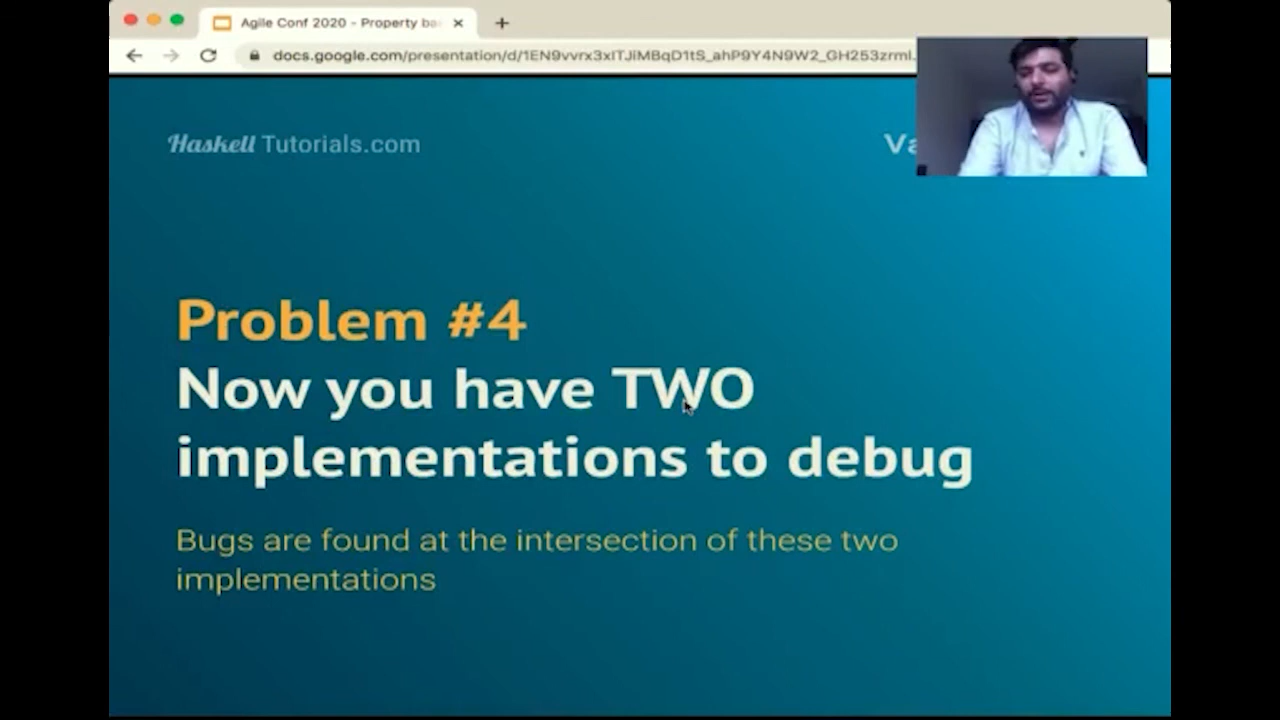 Agile Conf 2020 - Property ba
docs.google.com/presentation/d/1EN9vvrx3xITJiMBqD1tS_ahP9Y4N9W2_GH253zrml.
Haskell Tutorials.com
Problem #4
Now you have TWO
implementations to debug
Bugs are found at the intersection of these two
implementations